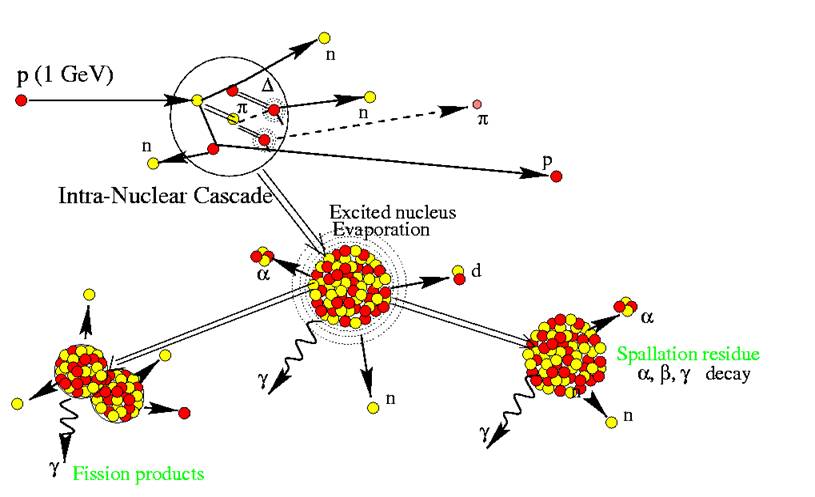 n
p (1 GeV)
Δ
π
n
π
n
p
Intra-Nuclear Cascade
Excited nucleus
Evaporation
α
d
α
Spallation residue
α, β, γ decay
γ
n
n
γ
γ
Fission products